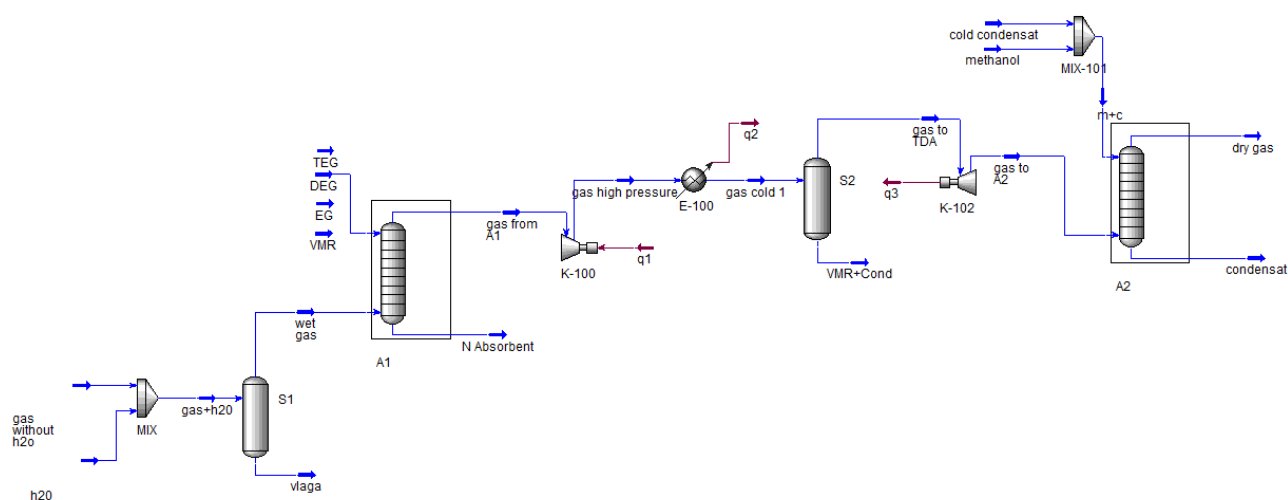 cold condensat
methanol
MIX-101
m+c
dry gas
A2
condensat
q2
gas to
TDA
S2
gas high pressure
E-100
gas cold 1
q3
K-102
gas to
A2
VMR+Cond
TEG
DEG
EG
VMR
gas from
A1
K-100
q1
wet
gas
N Absorbent
A1
S1
gas
without
h2o
MIX
gas+h20
vlaga
h20